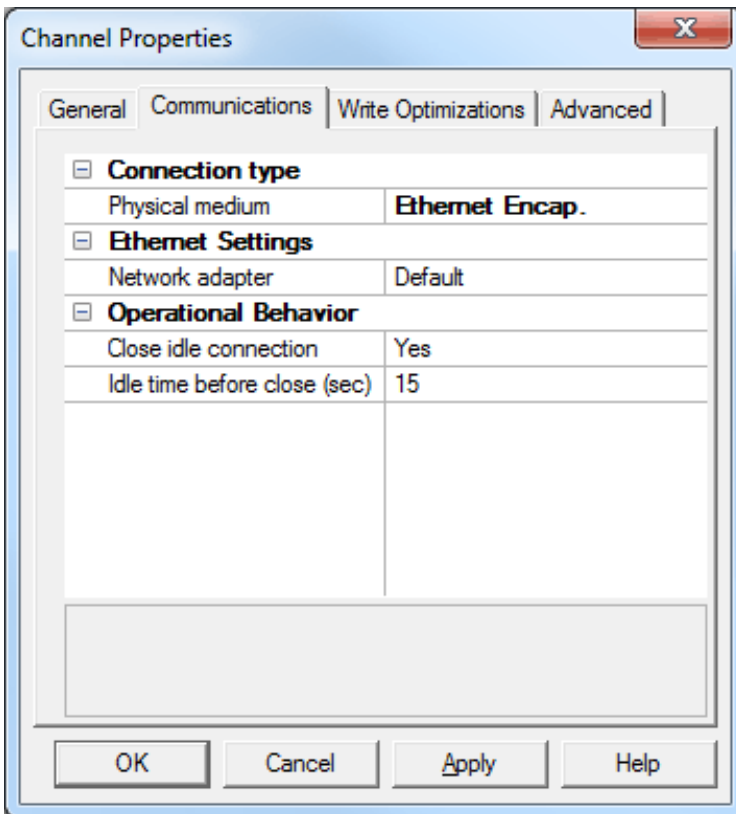 Channel Properties
General Communications Write Optimizations Advanced
Connection type
Physical medium Ethernet Encap.
Ethernet Settings
Network adapter Default
Operational Behavior
Close idle connection Yes
Idle time before close (sec) 15
OK Cancel Apply Help